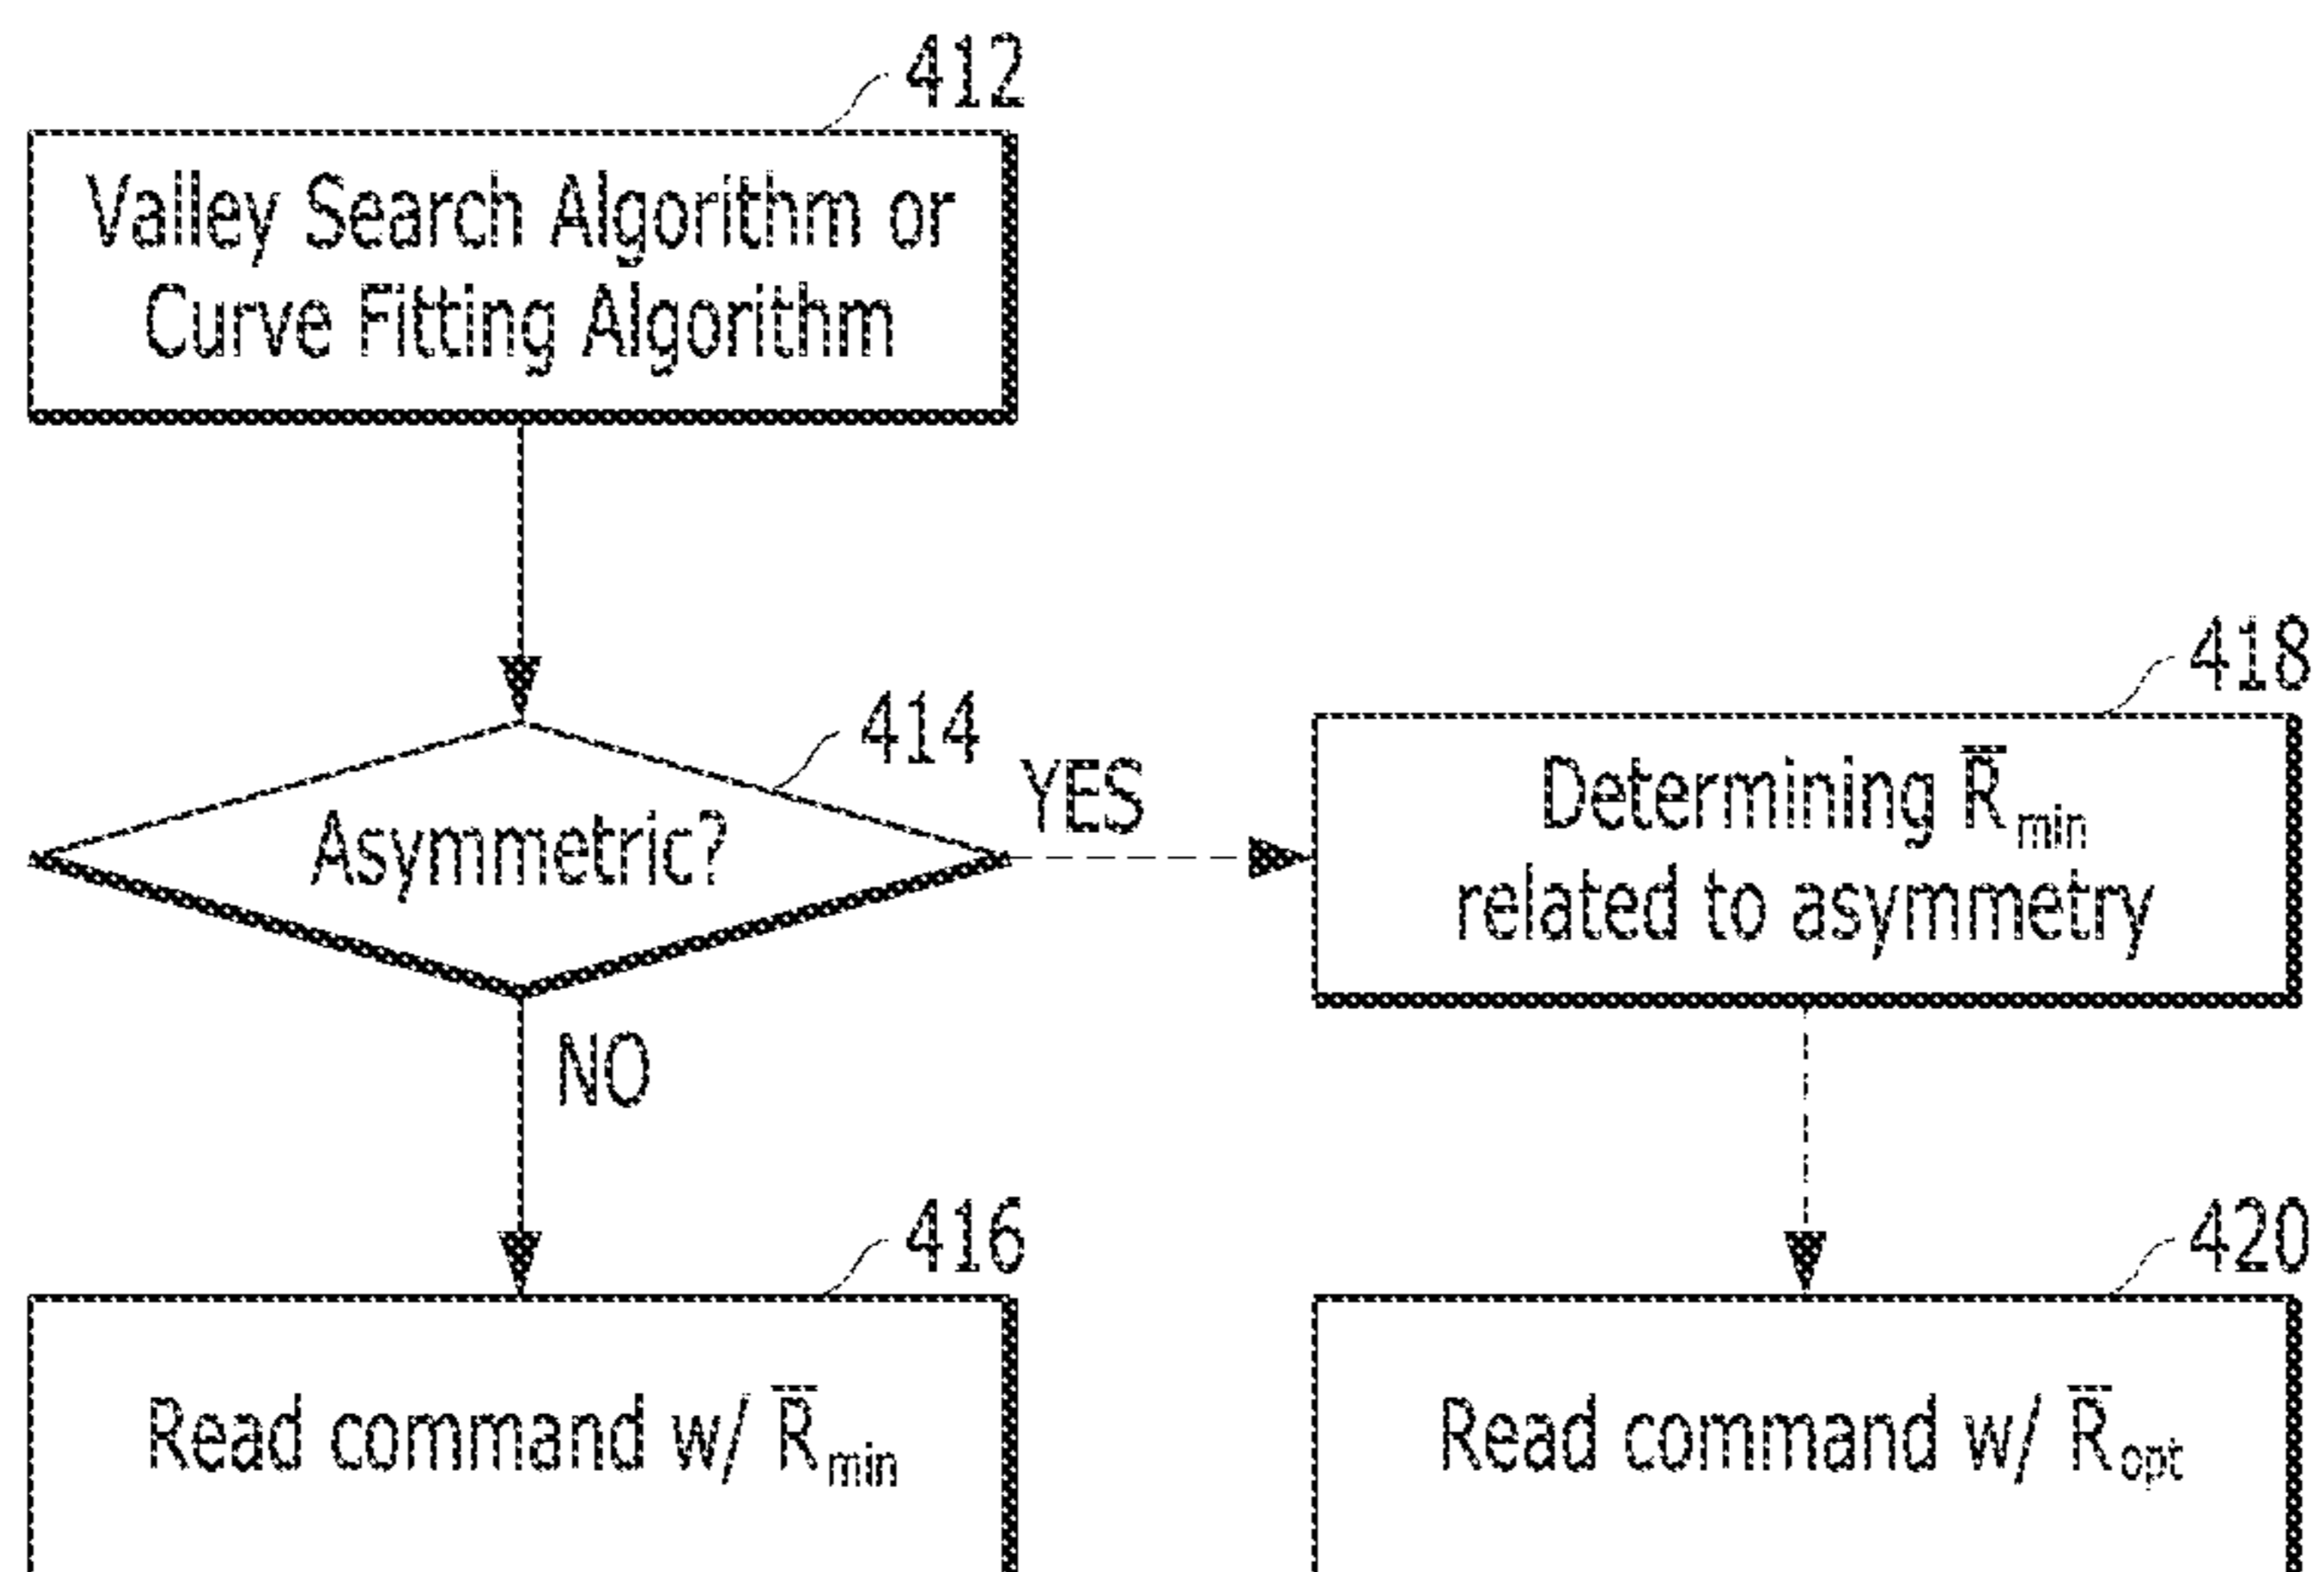 412
Valley Search Algorithm or
Curve Fitting Algorithm
414
Asymmetric?
YES
NO
418
Determining R̅min
related to asymmetry
416
Read command w/ R̅min
420
Read command w/ R̅opt